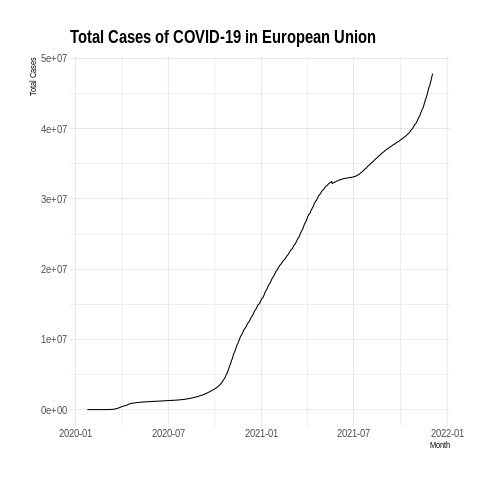 Total Cases of COVID-19 in European Union
Total Cases
5e+07
4e+07
3e+07
2e+07
1e+07
0e+00
2020-01 2020-07 2021-01 2021-07 2022-01
Month